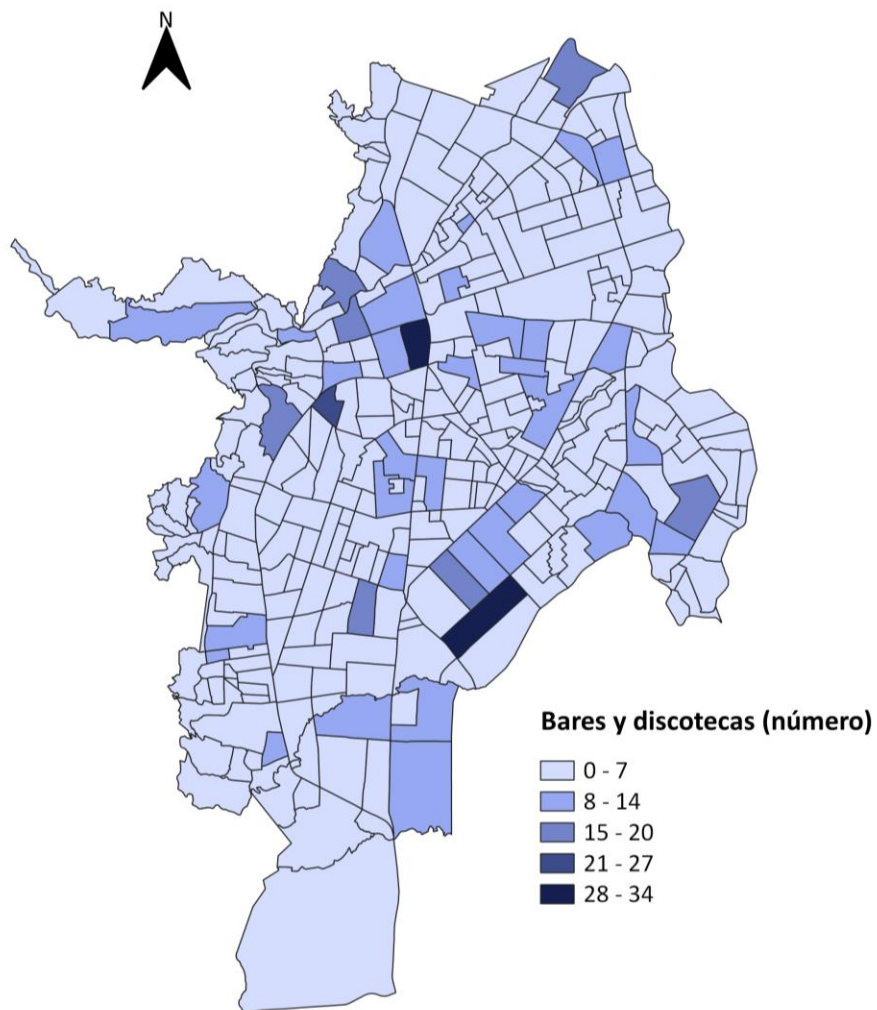 N
Bares y discotecas (número)
0 - 7
8 - 14
15 - 20
21 - 27
28 - 34